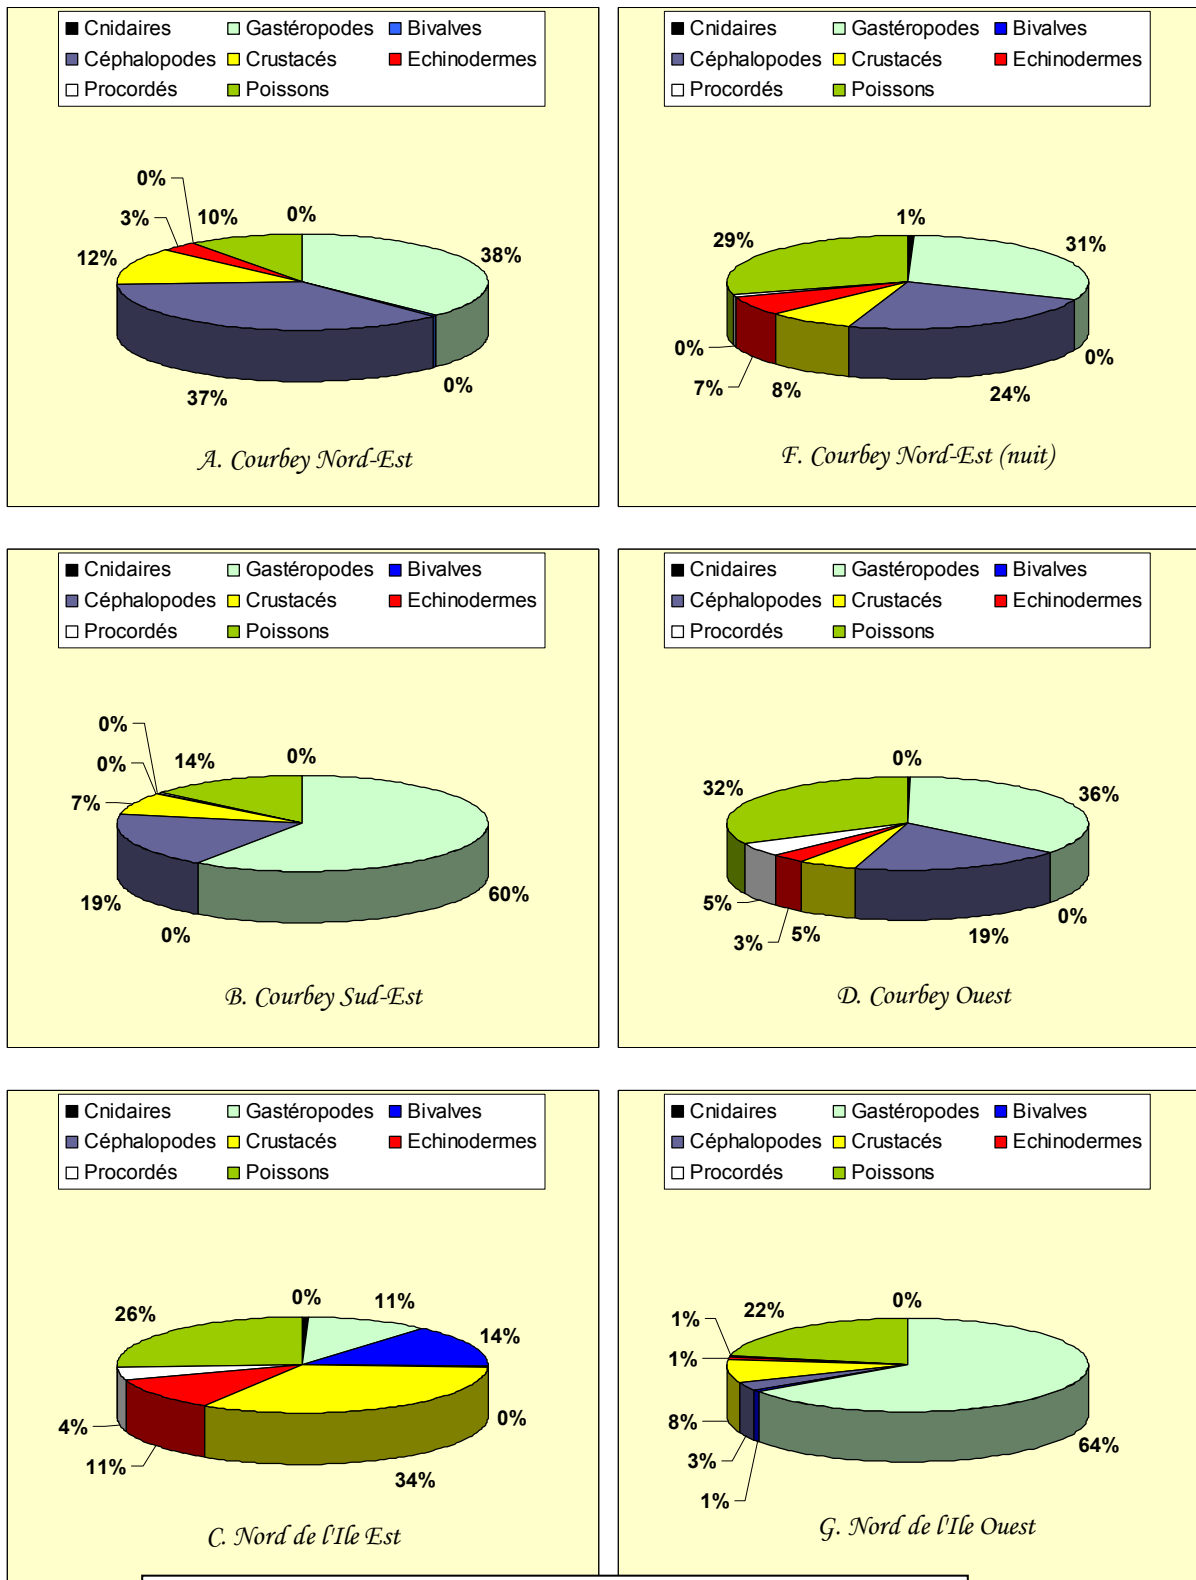 Cnidaires Gastéropodes Bivalves
Céphalopodes Crustacés Echinodermes
Procordés Poissons
0%
3%
10%
0%
12%
38%
37%
0%
A. Courbey Nord-Est
Cnidaires Gastéropodes Bivalves
Céphalopodes Crustacés Echinodermes
Procordés Poissons
1%
29%
31%
0%
0%
7%
8%
24%
F. Courbey Nord-Est (nuit)
Cnidaires Gastéropodes Bivalves
Céphalopodes Crustacés Echinodermes
Procordés Poissons
0%
0%
14%
0%
7%
19%
0%
60%
B. Courbey Sud-Est
Cnidaires Gastéropodes Bivalves
Céphalopodes Crustacés Echinodermes
Procordés Poissons
0%
32%
36%
5%
3%
5%
19%
0%
D. Courbey Ouest
Cnidaires Gastéropodes Bivalves
Céphalopodes Crustacés Echinodermes
Procordés Poissons
0%
11%
26%
14%
0%
4%
11%
34%
C. Nord de l'Ile Est
Cnidaires Gastéropodes Bivalves
Céphalopodes Crustacés Echinodermes
Procordés Poissons
0%
22%
1%
1%
8%
3%
1%
64%
G. Nord de l'Ile Ouest